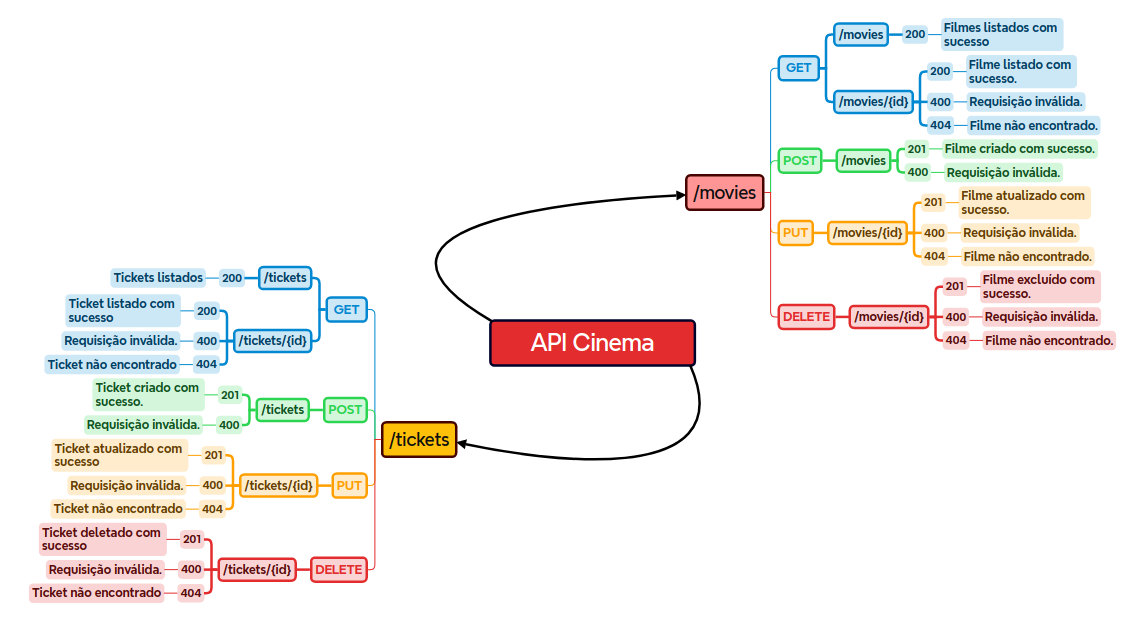 API Cinema
/movies
GET
/movies
200
Filmes listados com
sucesso
/movies/{id}
200
Filme listado com
sucesso.
400
Requisição inválida.
404
Filme não encontrado.
POST
/movies
201
Filme criado com sucesso.
400
Requisição inválida.
PUT
/movies/{id}
201
Filme atualizado com
sucesso.
400
Requisição inválida.
404
Filme não encontrado.
DELETE
/movies/{id}
201
Filme excluído com
sucesso.
400
Requisição inválida.
404
Filme não encontrado.
/tickets
GET
/tickets
200
Tickets listados
/tickets/{id}
200
Ticket listado com
sucesso
400
Requisição inválida.
404
Ticket não encontrado
POST
/tickets
201
Ticket criado com
sucesso.
400
Requisição inválida.
PUT
/tickets/{id}
201
Ticket atualizado com
sucesso
400
Requisição inválida.
404
Ticket não encontrado
DELETE
/tickets/{id}
201
Ticket deletado com
sucesso
400
Requisição inválida.
404
Ticket não encontrado